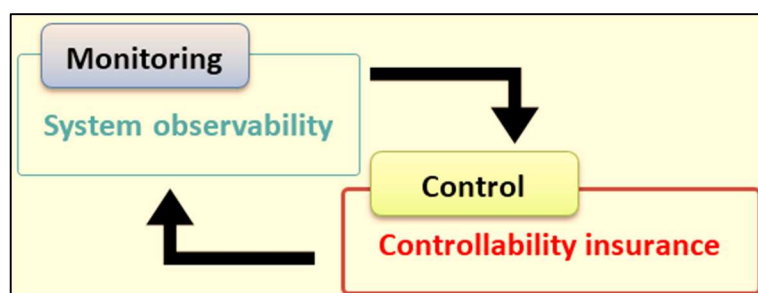 Monitoring
System observability
Control
Controllability insurance